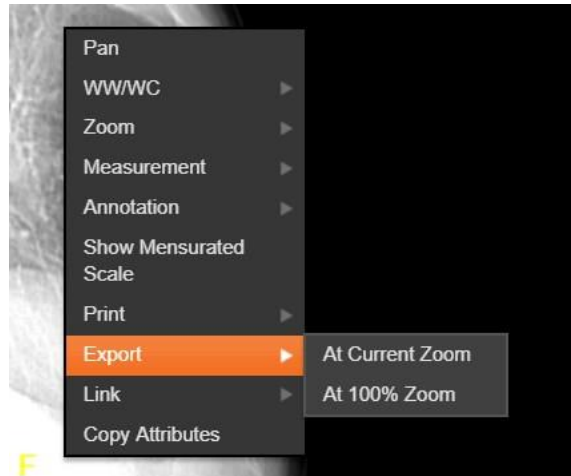 Pan
WW/WC
Zoom
Measurement
Annotation
Show Mensurated
Scale
Print
Export
At Current Zoom
Link
At 100% Zoom
Copy Attributes
F